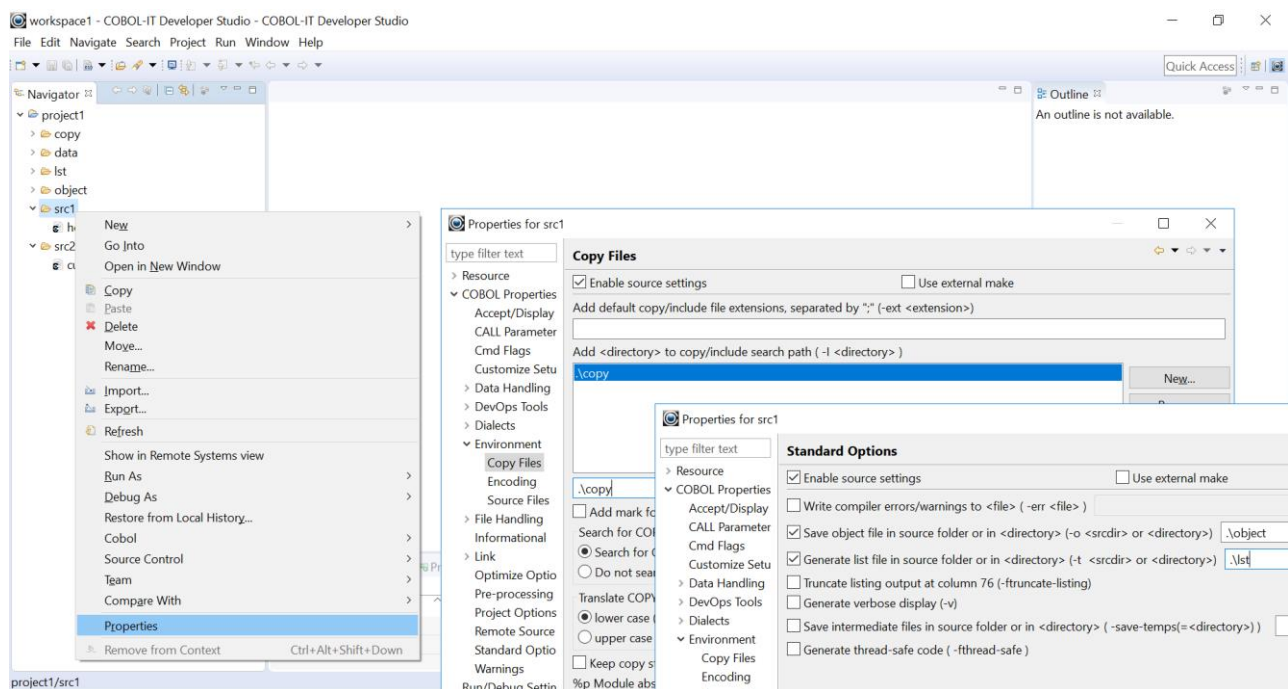 workspace1 - COBOL-IT Developer Studio - COBOL-IT Developer Studio
File Edit Navigate Search Project Run Window Help
Quick Access
Navigator
project1
copy
data
lst
object
src1
src2
Outline
An outline is not available.
New
Go Into
Open in New Window
Copy
Paste
Delete
Move...
Rename...
Import...
Export...
Refresh
Show in Remote Systems view
Run As
Debug As
Restore from Local History...
Cobol
Source Control
Team
Compare With
Properties
Remove from Context Ctrl+Alt+Shift+Down
project1/src1
Properties for src1
type filter text
Resource
COBOL Properties
Accept/Display
CALL Parameter
Cmd Flags
Customize Setu
Data Handling
DevOps Tools
Dialects
Environment
Copy Files
Encoding
Source Files
File Handling
Informational
Link
Optimize Optio
Pre-processing
Project Options
Remote Source
Standard Optio
Warnings
Run/Debug Settin
Copy Files
Enable source settings Use external make
Add default copy/include file extensions, separated by ";" (-ext <extension>)
Add <directory> to copy/include search path ( -I <directory> )
.\copy
New...
.\copy
Add mark fo
Search for CO
Search for
Do not sear
Translate COPY
lower case
upper case
Keep copy s
%p Module abs
Properties for src1
type filter text
Resource
COBOL Properties
Accept/Display
CALL Parameter
Cmd Flags
Customize Setu
Data Handling
DevOps Tools
Dialects
Environment
Copy Files
Encoding
Standard Options
Enable source settings Use external make
Write compiler errors/warnings to <file> ( -err <file> )
Save object file in source folder or in <directory> (-o <srcdir> or <directory>) .\object
Generate list file in source folder or in <directory> (-t <srcdir> or <directory>) .\lst
Truncate listing output at column 76 (-ftruncate-listing)
Generate verbose display (-v)
Save intermediate files in source folder or in <directory> ( -save-temps(=<directory>) )
Generate thread-safe code ( -fthread-safe )